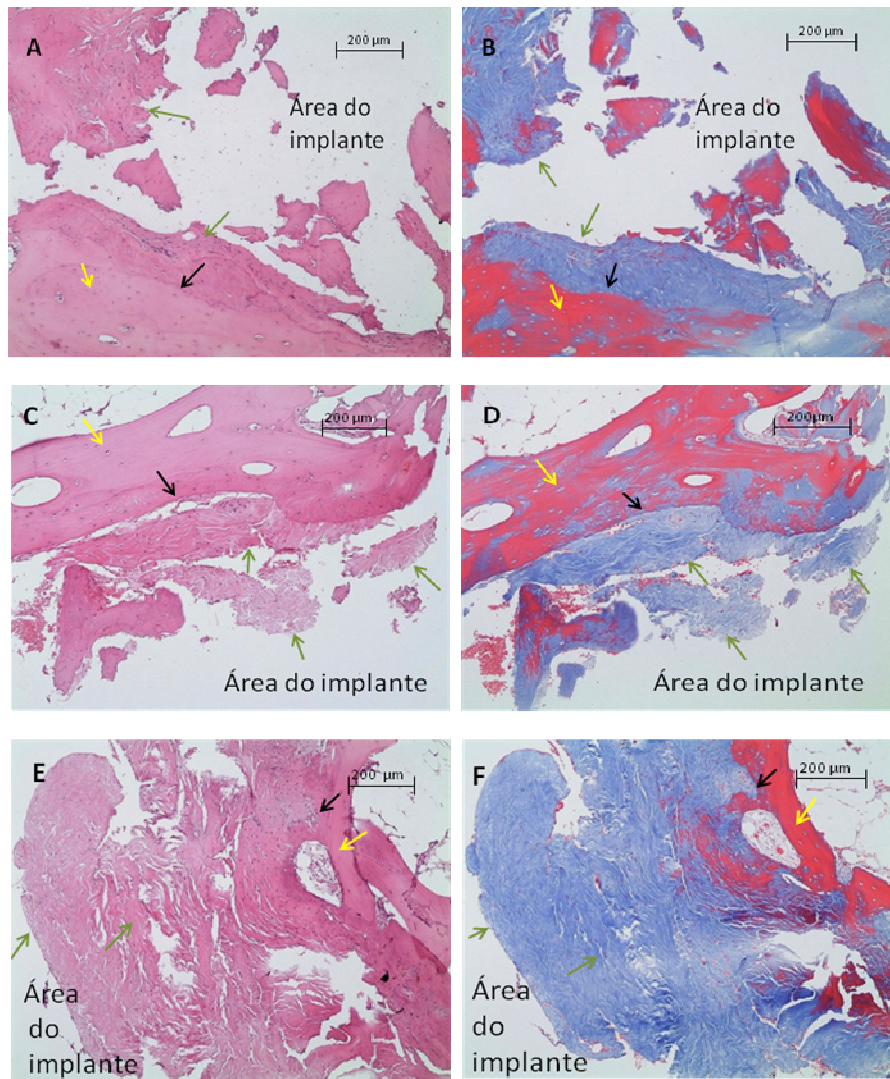 A
200 µm
Área do
implante
B
200 µm
Área do
implante
C
200 µm
Área do implante
D
200µm
Área do implante
E
200 µm
Área
do
implante
F
200 µm
Área
do
implante